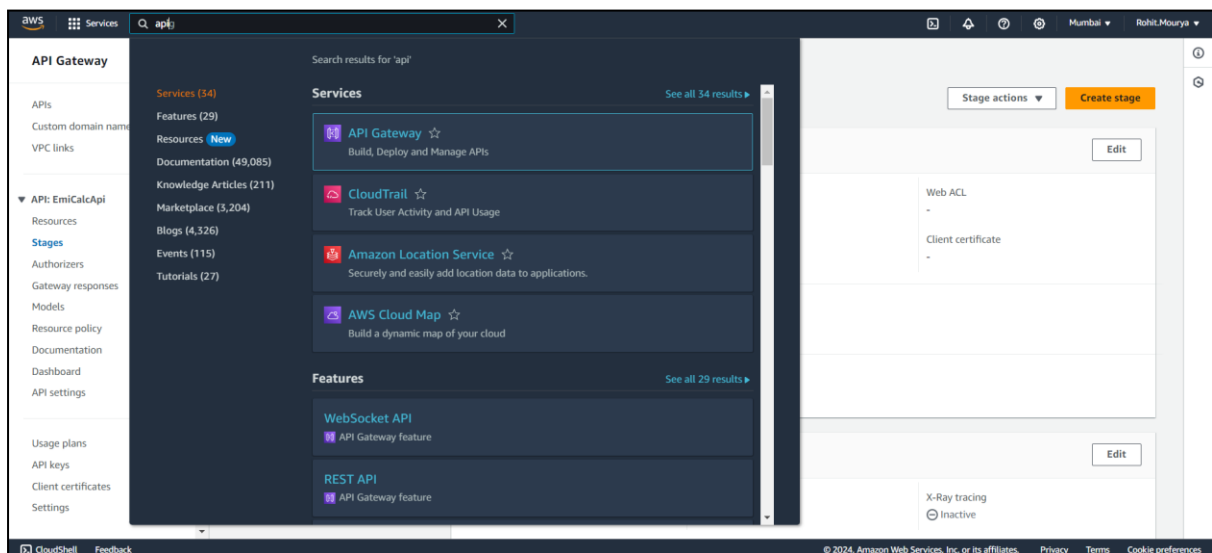 aws
Services
apig
Mumbai
Rohit.Mourya
API Gateway
APIs
Custom domain name
VPC links
API: EmiCalcApi
Resources
Stages
Authorizers
Gateway responses
Models
Resource policy
Documentation
Dashboard
API settings
Usage plans
API keys
Client certificates
Settings
Search results for 'api'
Services (34)
Features (29)
Resources New
Documentation (49,085)
Knowledge Articles (211)
Marketplace (3,204)
Blogs (4,326)
Events (115)
Tutorials (27)
Services
See all 34 results
API Gateway
Build, Deploy and Manage APIs
CloudTrail
Track User Activity and API Usage
Amazon Location Service
Securely and easily add location data to applications.
AWS Cloud Map
Build a dynamic map of your cloud
Features
See all 29 results
WebSocket API
API Gateway feature
REST API
API Gateway feature
Stage actions
Create stage
Edit
Web ACL
-
Client certificate
-
Edit
X-Ray tracing
Inactive
CloudShell
Feedback
© 2024, Amazon Web Services, Inc. or its affiliates.
Privacy
Terms
Cookie preferences